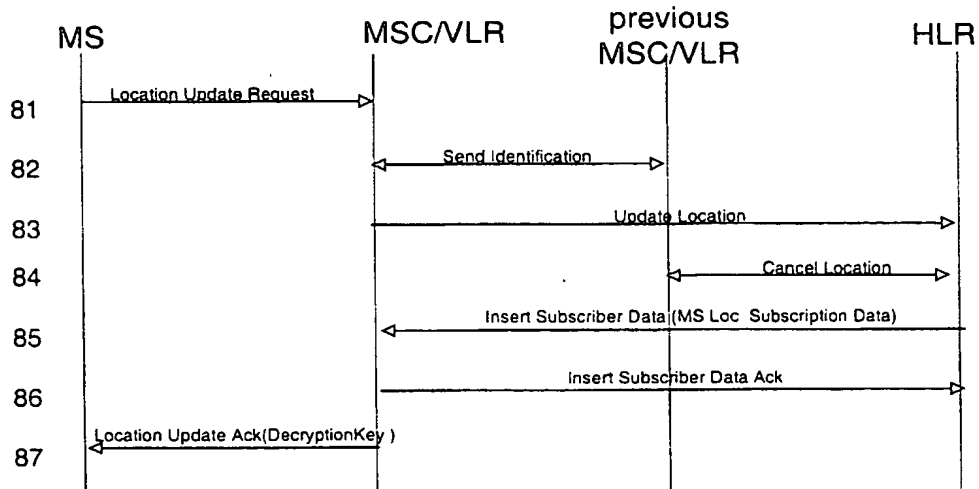 MS
MSC/VLR
previous
MSC/VLR
HLR
81
Location Update Request
82
Send Identification
83
Update Location
84
Cancel Location
85
Insert Subscriber Data (MS Loc Subscription Data)
86
Insert Subscriber Data Ack
87
Location Update Ack(DecryptionKey )